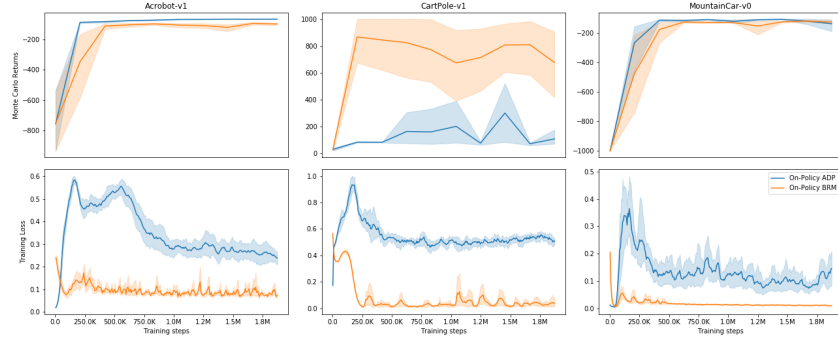 Acrobot-v1
CartPole-v1
MountainCar-v0
Monte Carlo Returns
−200
−400
−600
−800
1000
800
600
400
200
0
−200
−400
−600
−800
−1000
Training Loss
0.6
0.5
0.4
0.3
0.2
0.1
0.0
1.0
0.8
0.6
0.4
0.2
0.0
0.5
0.4
0.3
0.2
0.1
0.0
On-Policy ADP
On-Policy BRM
0.0 250.0K 500.0K 750.0K 1.0M 1.3M 1.5M 1.8M
0.0 250.0K 500.0K 750.0K 1.0M 1.2M 1.5M 1.8M
0.0 250.0K 500.0K 750.0K 1.0M 1.2M 1.5M 1.8M
Training steps
Training steps
Training steps